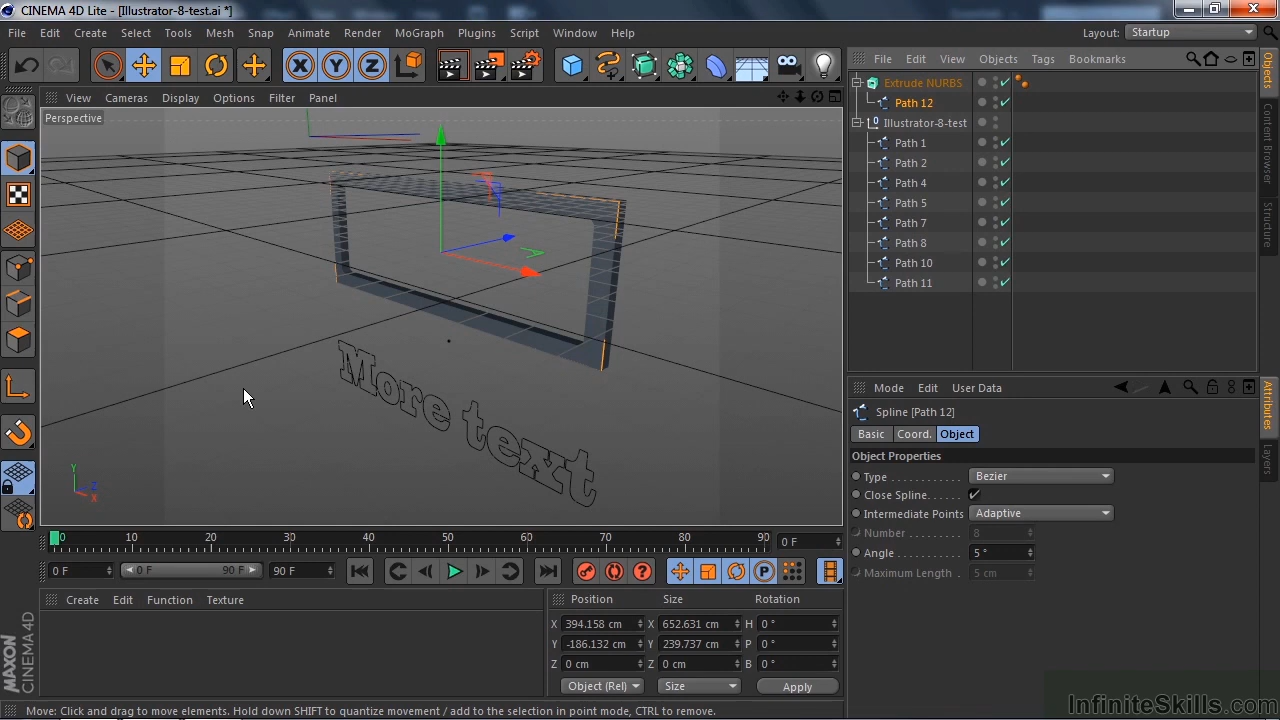 CINEMA 4D Lite - [Illustrator-8-test.ai *]
File Edit Create Select Tools Mesh Snap Animate Render MoGraph Plugins Script Window Help Layout: Startup
X Y Z
File Edit View Objects Tags Bookmarks
View Cameras Display Options Filter Panel
Perspective
Extrude NURBS
Path 12
Illustrator-8-test
Path 1
Path 2
Path 4
Path 5
Path 7
Path 8
Path 10
Path 11
Objects
Content Browser
Structure
More text
Y
Z
X
Mode Edit User Data
Spline [Path 12]
Basic Coord. Object
Object Properties
Type Bezier
Close Spline
Intermediate Points Adaptive
Number 8
Angle 5 °
Maximum Length 5 cm
Attributes
Layers
0 10 20 30 40 50 60 70 80 90 0 F
0 F 0 F 90 F 90 F
Create Edit Function Texture
Position Size Rotation
X 394.158 cm X 652.631 cm H 0 °
Y -186.132 cm Y 239.737 cm P 0 °
Z 0 cm Z 0 cm B 0 °
Object (Rel) Size Apply
MAXON CINEMA 4D
Move: Click and drag to move elements. Hold down SHIFT to quantize movement / add to the selection in point mode, CTRL to remove.
InfiniteSkills.com